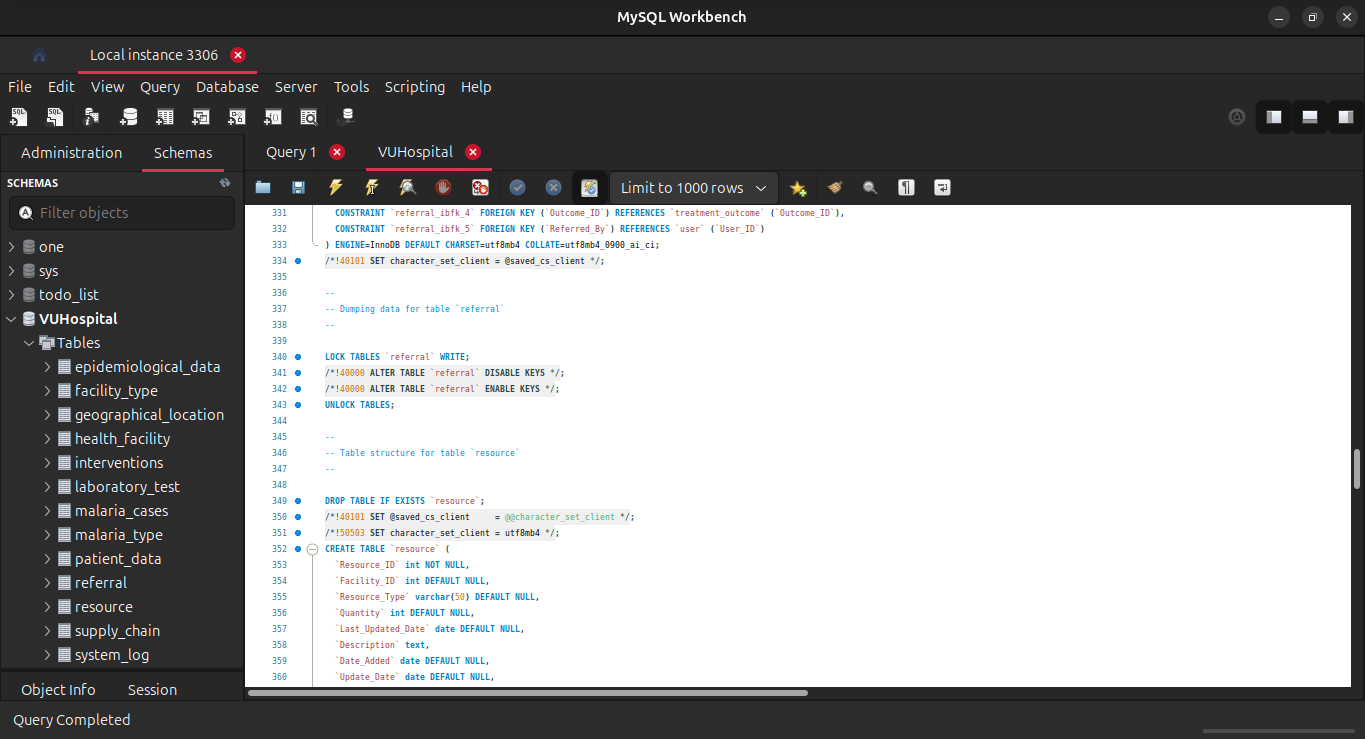 MySQL Workbench
Local instance 3306
File Edit View Query Database Server Tools Scripting Help
Administration Schemas
Query 1 VUHospital
SCHEMAS
Limit to 1000 rows
Filter objects
one
sys
todo_list
VUHospital
Tables
epidemiological_data
facility_type
geographical_location
health_facility
interventions
laboratory_test
malaria_cases
malaria_type
patient_data
referral
resource
supply_chain
system_log
331 CONSTRAINT `referral_ibfk_4` FOREIGN KEY (`Outcome_ID`) REFERENCES `treatment_outcome` (`Outcome_ID`),
332 CONSTRAINT `referral_ibfk_5` FOREIGN KEY (`Referred_By`) REFERENCES `user` (`User_ID`)
333 ) ENGINE=InnoDB DEFAULT CHARSET=utf8mb4 COLLATE=utf8mb4_0900_ai_ci;
334 /*!40101 SET character_set_client = @saved_cs_client */;
335
336 --
337 -- Dumping data for table `referral`
338 --
339
340 LOCK TABLES `referral` WRITE;
341 /*!40000 ALTER TABLE `referral` DISABLE KEYS */;
342 /*!40000 ALTER TABLE `referral` ENABLE KEYS */;
343 UNLOCK TABLES;
344
345 --
346 -- Table structure for table `resource`
347 --
348
349 DROP TABLE IF EXISTS `resource`;
350 /*!40101 SET @saved_cs_client     = @@character_set_client */;
351 /*!50503 SET character_set_client = utf8mb4 */;
352 CREATE TABLE `resource` (
353 `Resource_ID` int NOT NULL,
354 `Facility_ID` int DEFAULT NULL,
355 `Resource_Type` varchar(50) DEFAULT NULL,
356 `Quantity` int DEFAULT NULL,
357 `Last_Updated_Date` date DEFAULT NULL,
358 `Description` text,
359 `Date_Added` date DEFAULT NULL,
360 `Update_Date` date DEFAULT NULL,
Object Info Session
Query Completed